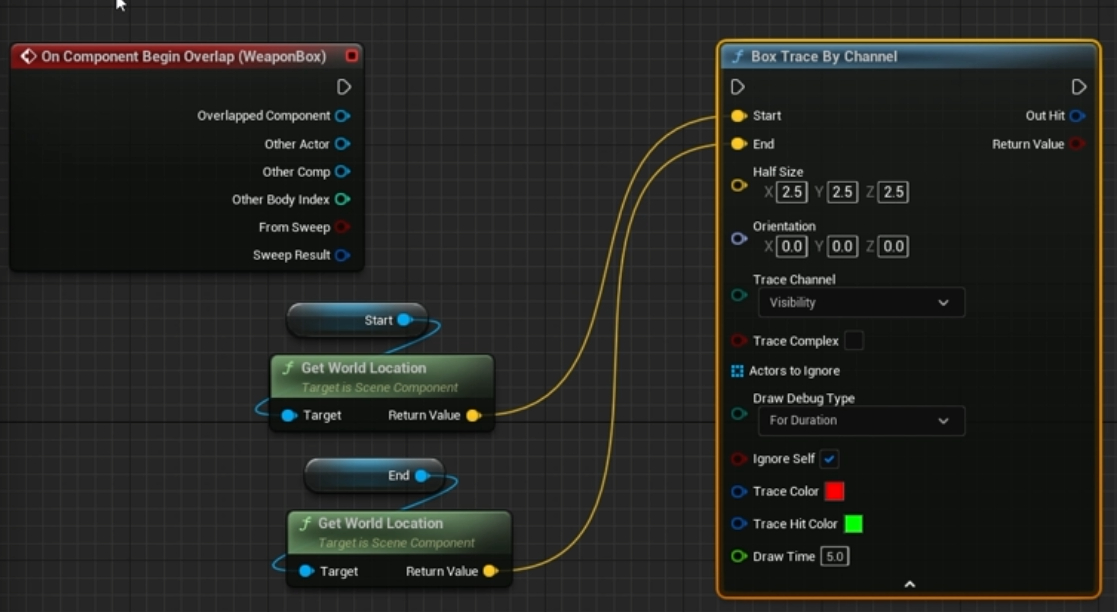 On Component Begin Overlap (WeaponBox)
Overlapped Component
Other Actor
Other Comp
Other Body Index
From Sweep
Sweep Result
Start
Get World Location
Target is Scene Component
Target Return Value
End
Get World Location
Target is Scene Component
Target Return Value
Box Trace By Channel
Start Out Hit
End Return Value
Half Size
X 2.5 Y 2.5 Z 2.5
Orientation
X 0.0 Y 0.0 Z 0.0
Trace Channel
Visibility
Trace Complex
Actors to Ignore
Draw Debug Type
For Duration
Ignore Self
Trace Color
Trace Hit Color
Draw Time 5.0